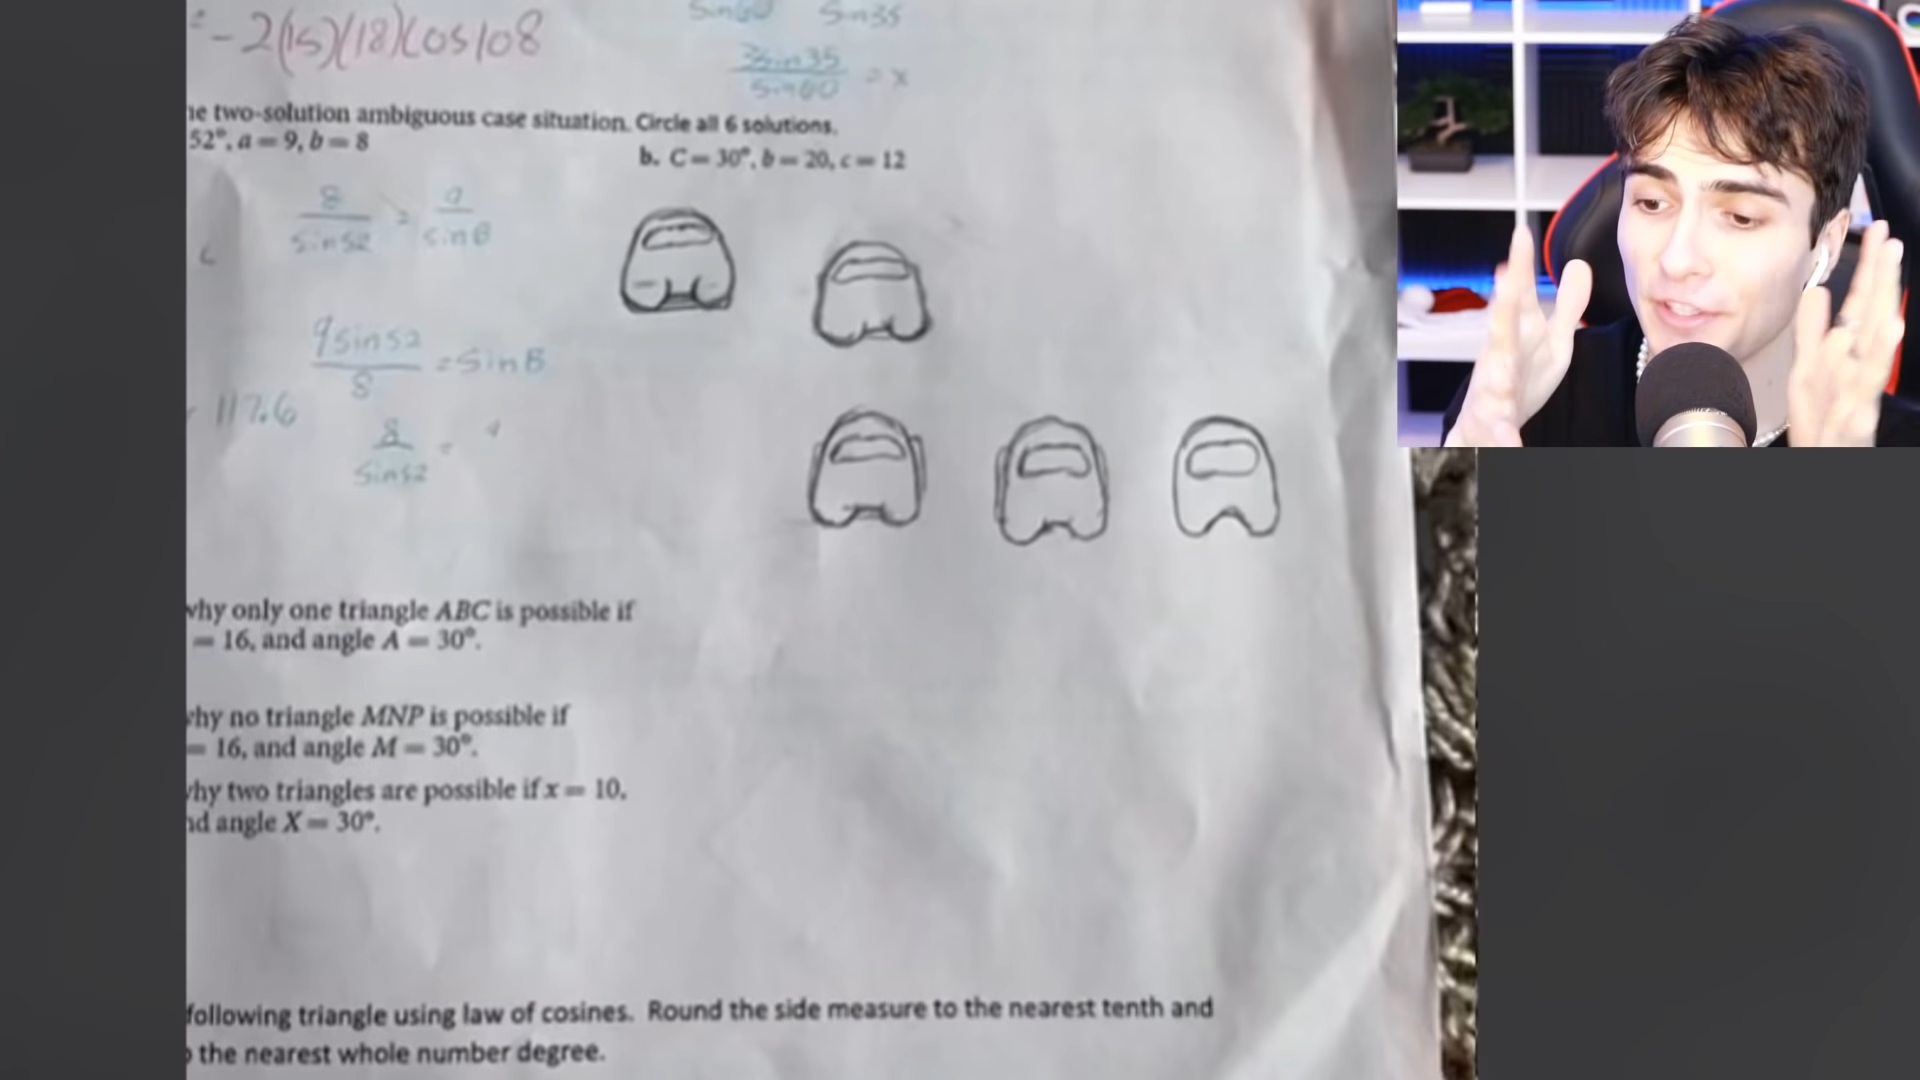 = -2(15)(18)cos108
sin60 sin35
3sin35
sin60 = x
two-solution ambiguous case situation. Circle all 6 solutions.
52°, a = 9, b = 8
b. C = 30°, b = 20, c = 12
8 = 9
sin52 sinB
9sin52 = sinB
8
117.6
8 =
sin52
why only one triangle ABC is possible if
= 16, and angle A = 30°.
why no triangle MNP is possible if
= 16, and angle M = 30°.
why two triangles are possible if x = 10,
angle X = 30°.
following triangle using law of cosines. Round the side measure to the nearest tenth and
the nearest whole number degree.